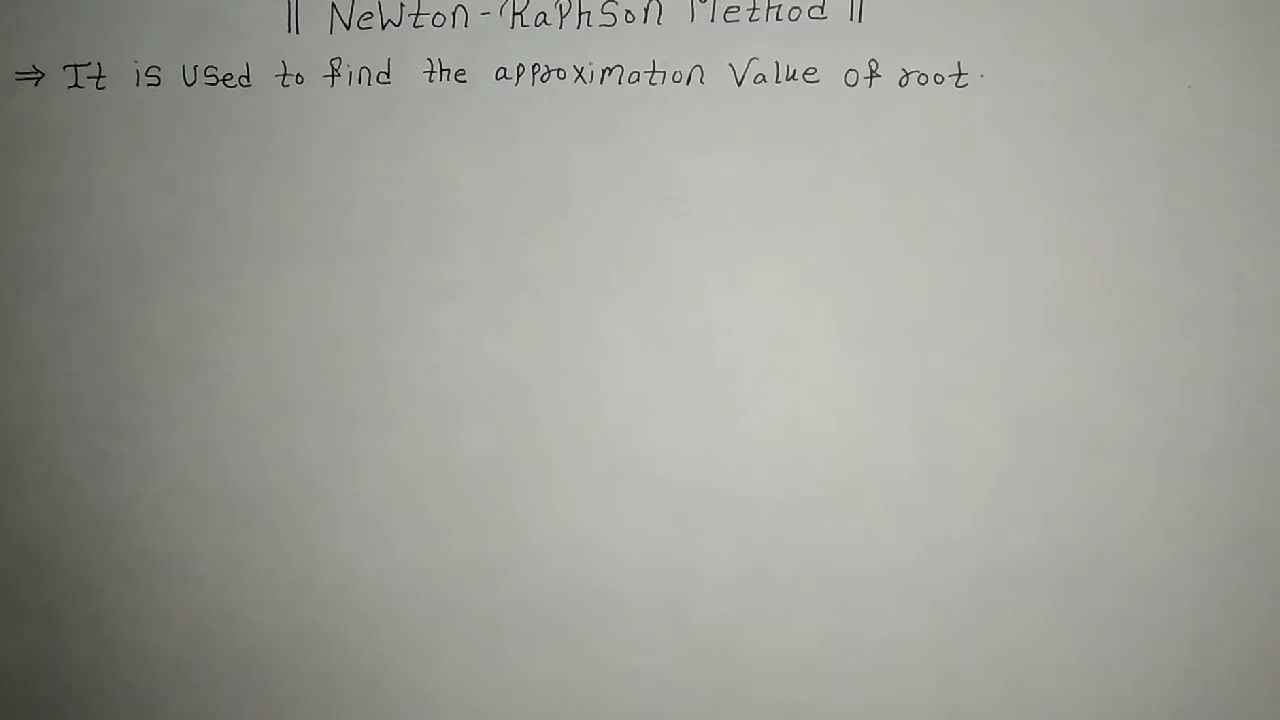 || Newton-Raphson Method ||
⇒ It is used to find the approximation Value of root.